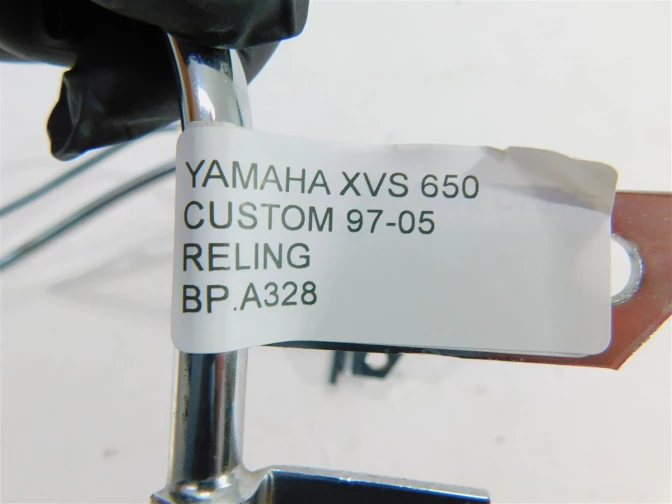 YAMAHA XVS 650
CUSTOM 97-05
RELING
BP.A328